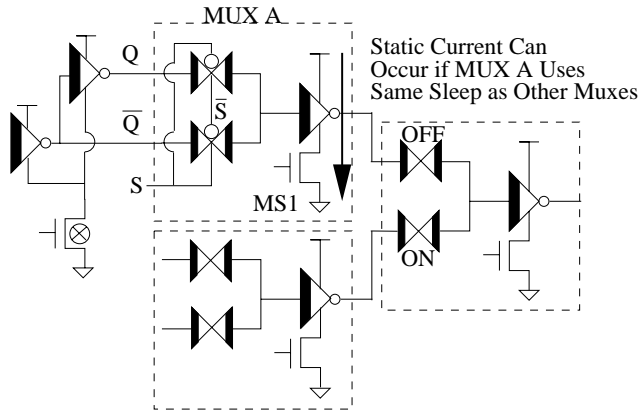 MUX A
Static Current Can
Occur if MUX A Uses
Same Sleep as Other Muxes
Q
Q̅
S̅
S
MS1
OFF
ON